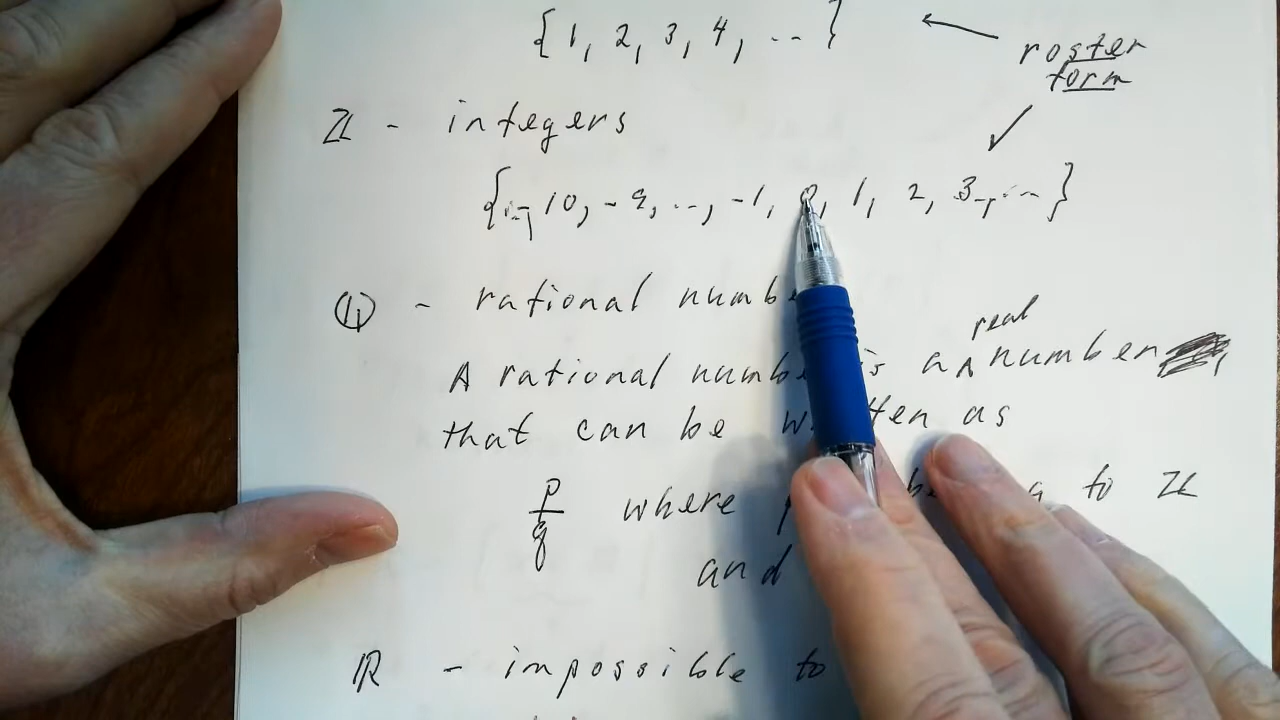 {1, 2, 3, 4, ... }
roster
form
ℤ - integers
{..., -10, -9, ..., -1, 0, 1, 2, 3, ... }
ℚ - rational
A rational is a real number,
that can be as
p/q where to ℤ
and
ℝ - impossible to